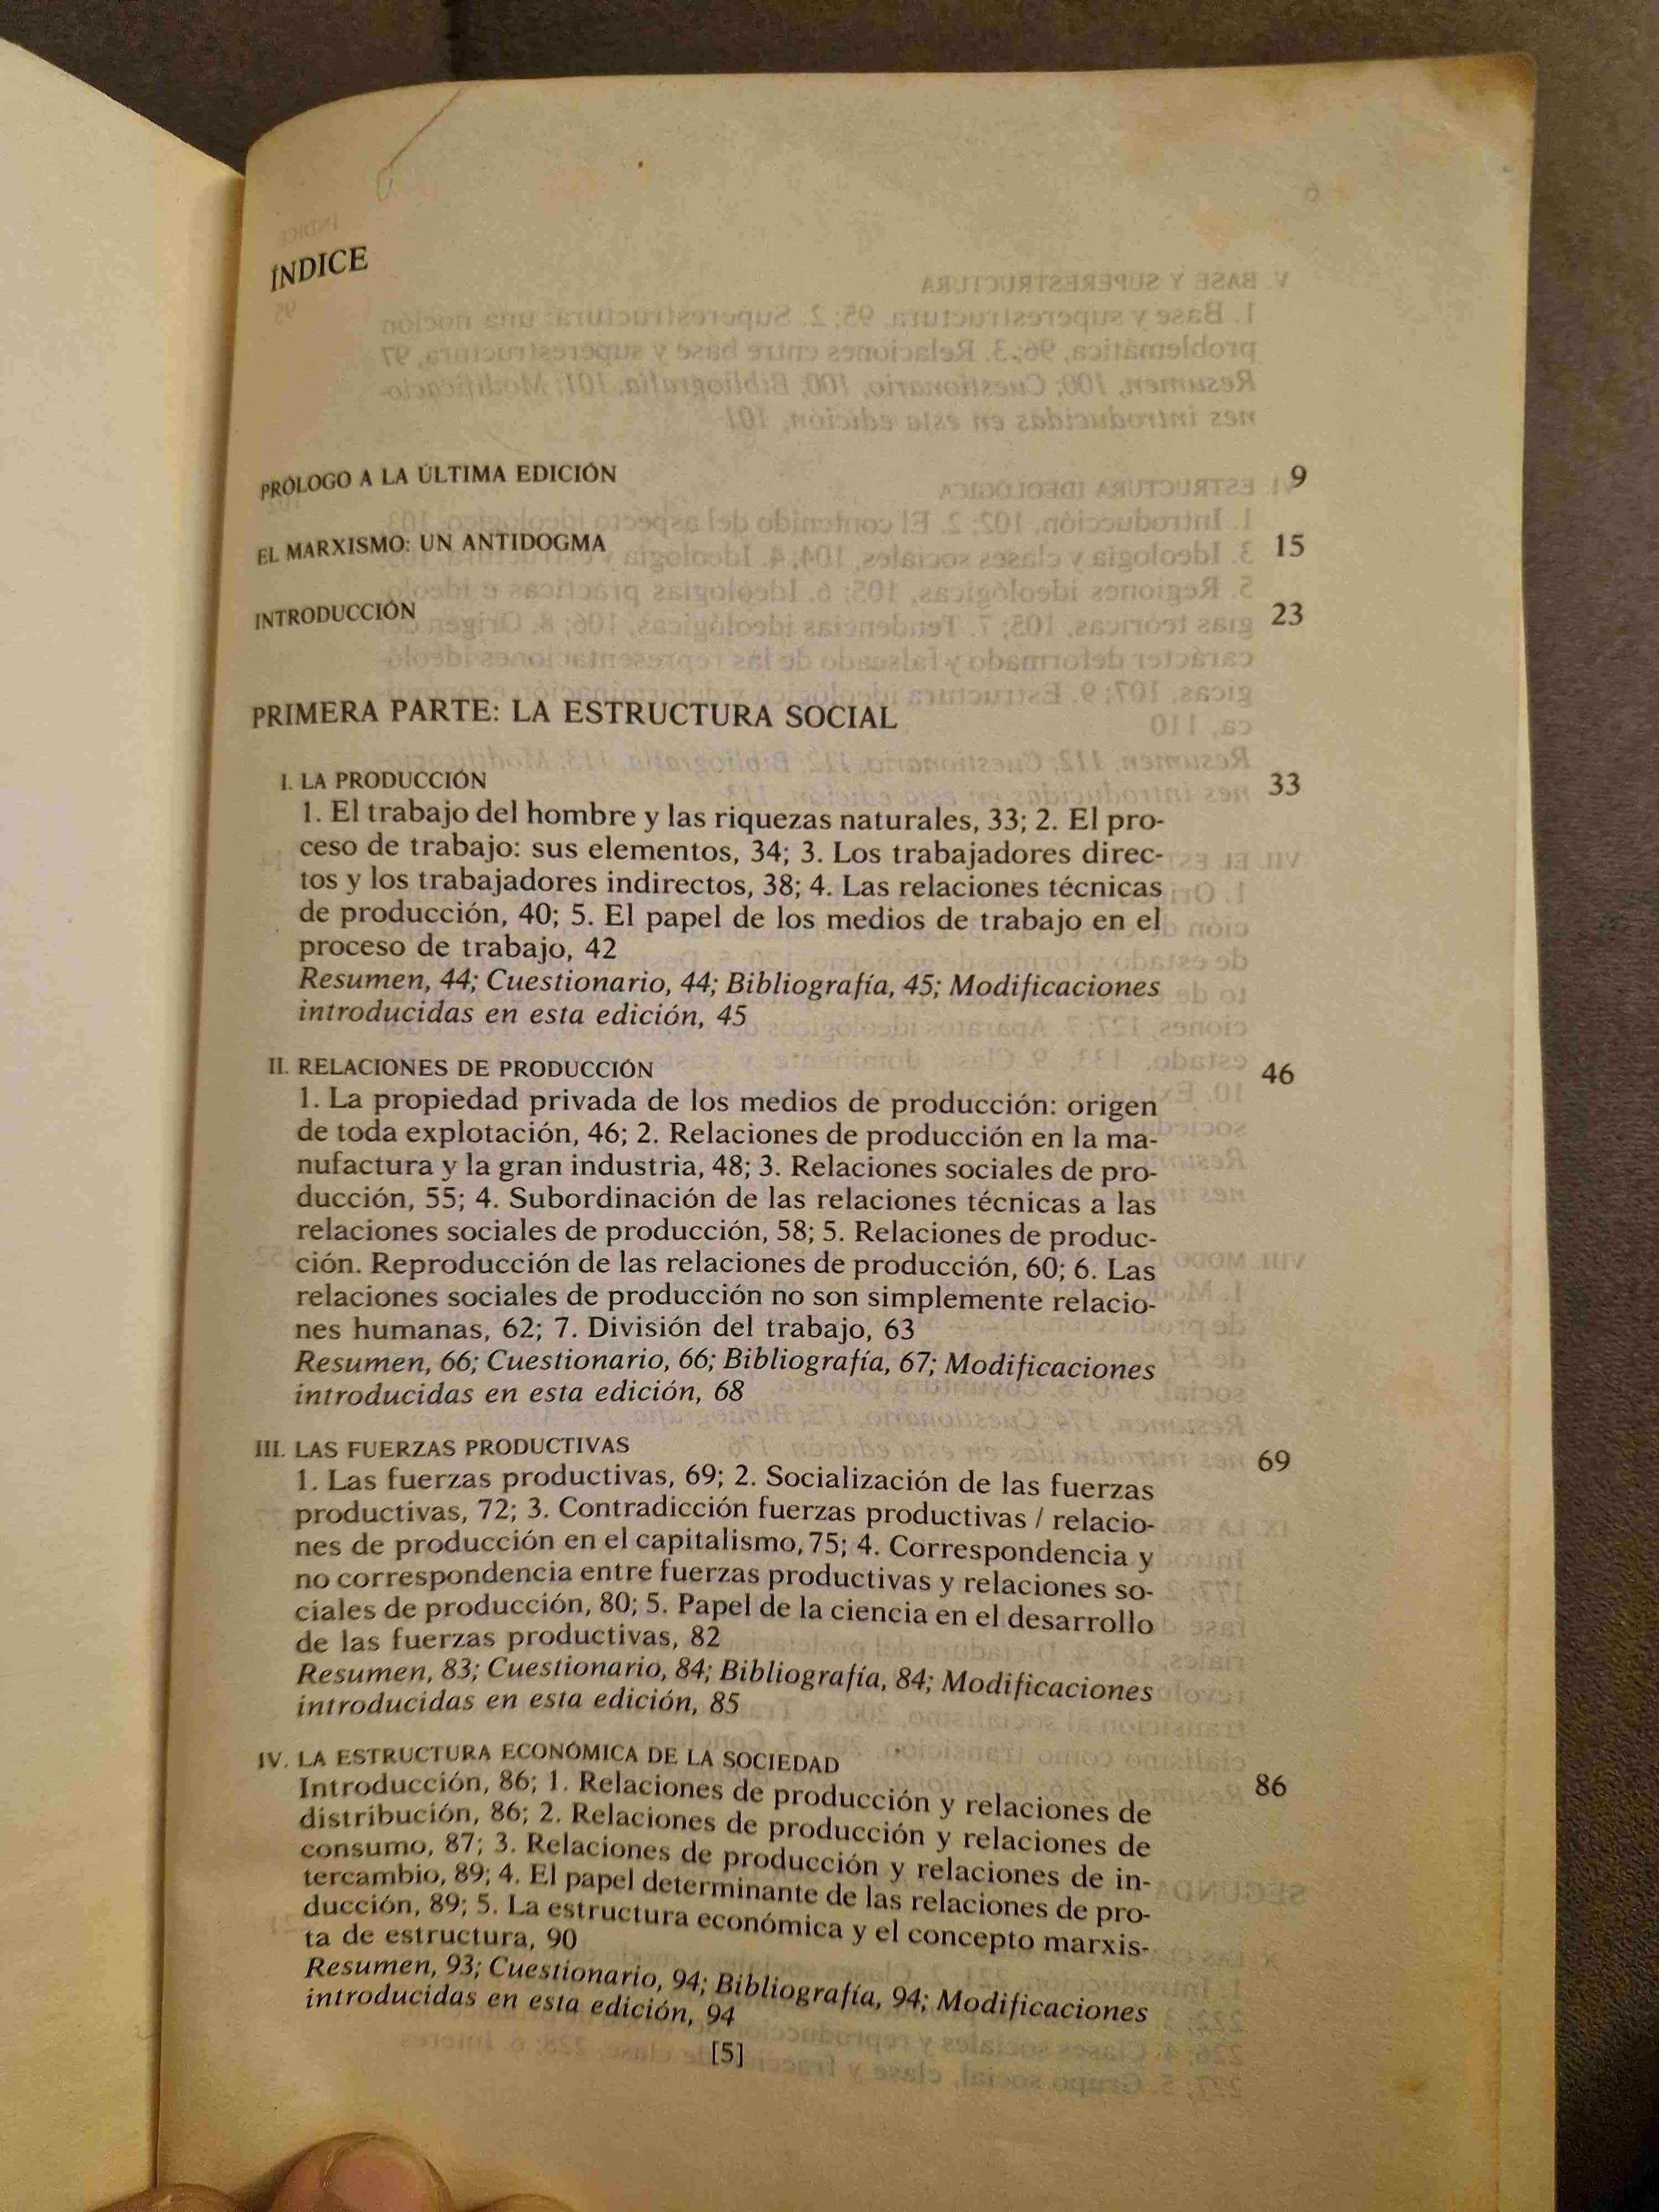 ÍNDICE
PRÓLOGO A LA ÚLTIMA EDICIÓN 9
EL MARXISMO: UN ANTIDOGMA 15
INTRODUCCIÓN 23
PRIMERA PARTE: LA ESTRUCTURA SOCIAL
I. LA PRODUCCIÓN 33
1. El trabajo del hombre y las riquezas naturales, 33; 2. El pro-
ceso de trabajo: sus elementos, 34; 3. Los trabajadores direc-
tos y los trabajadores indirectos, 38; 4. Las relaciones técnicas
de producción, 40; 5. El papel de los medios de trabajo en el
proceso de trabajo, 42
Resumen, 44; Cuestionario, 44; Bibliografía, 45; Modificaciones
introducidas en esta edición, 45
II. RELACIONES DE PRODUCCIÓN 46
1. La propiedad privada de los medios de producción: origen
de toda explotación, 46; 2. Relaciones de producción en la ma-
nufactura y la gran industria, 48; 3. Relaciones sociales de pro-
ducción, 55; 4. Subordinación de las relaciones técnicas a las
relaciones sociales de producción, 58; 5. Relaciones de produc-
ción. Reproducción de las relaciones de producción, 60; 6. Las
relaciones sociales de producción no son simplemente relacio-
nes humanas, 62; 7. División del trabajo, 63
Resumen, 66; Cuestionario, 66; Bibliografía, 67; Modificaciones
introducidas en esta edición, 68
III. LAS FUERZAS PRODUCTIVAS 69
1. Las fuerzas productivas, 69; 2. Socialización de las fuerzas
productivas, 72; 3. Contradicción fuerzas productivas / relacio-
nes de producción en el capitalismo, 75; 4. Correspondencia y
no correspondencia entre fuerzas productivas y relaciones so-
ciales de producción, 80; 5. Papel de la ciencia en el desarrollo
de las fuerzas productivas, 82
Resumen, 83; Cuestionario, 84; Bibliografía, 84; Modificaciones
introducidas en esta edición, 85
IV. LA ESTRUCTURA ECONÓMICA DE LA SOCIEDAD 86
Introducción, 86; 1. Relaciones de producción y relaciones de
distribución, 86; 2. Relaciones de producción y relaciones de
consumo, 87; 3. Relaciones de producción y relaciones de in-
tercambio, 89; 4. El papel determinante de las relaciones de pro-
ducción, 89; 5. La estructura económica y el concepto marxis-
ta de estructura, 90
Resumen, 93; Cuestionario, 94; Bibliografía, 94; Modificaciones
introducidas en esta edición, 94
[5]